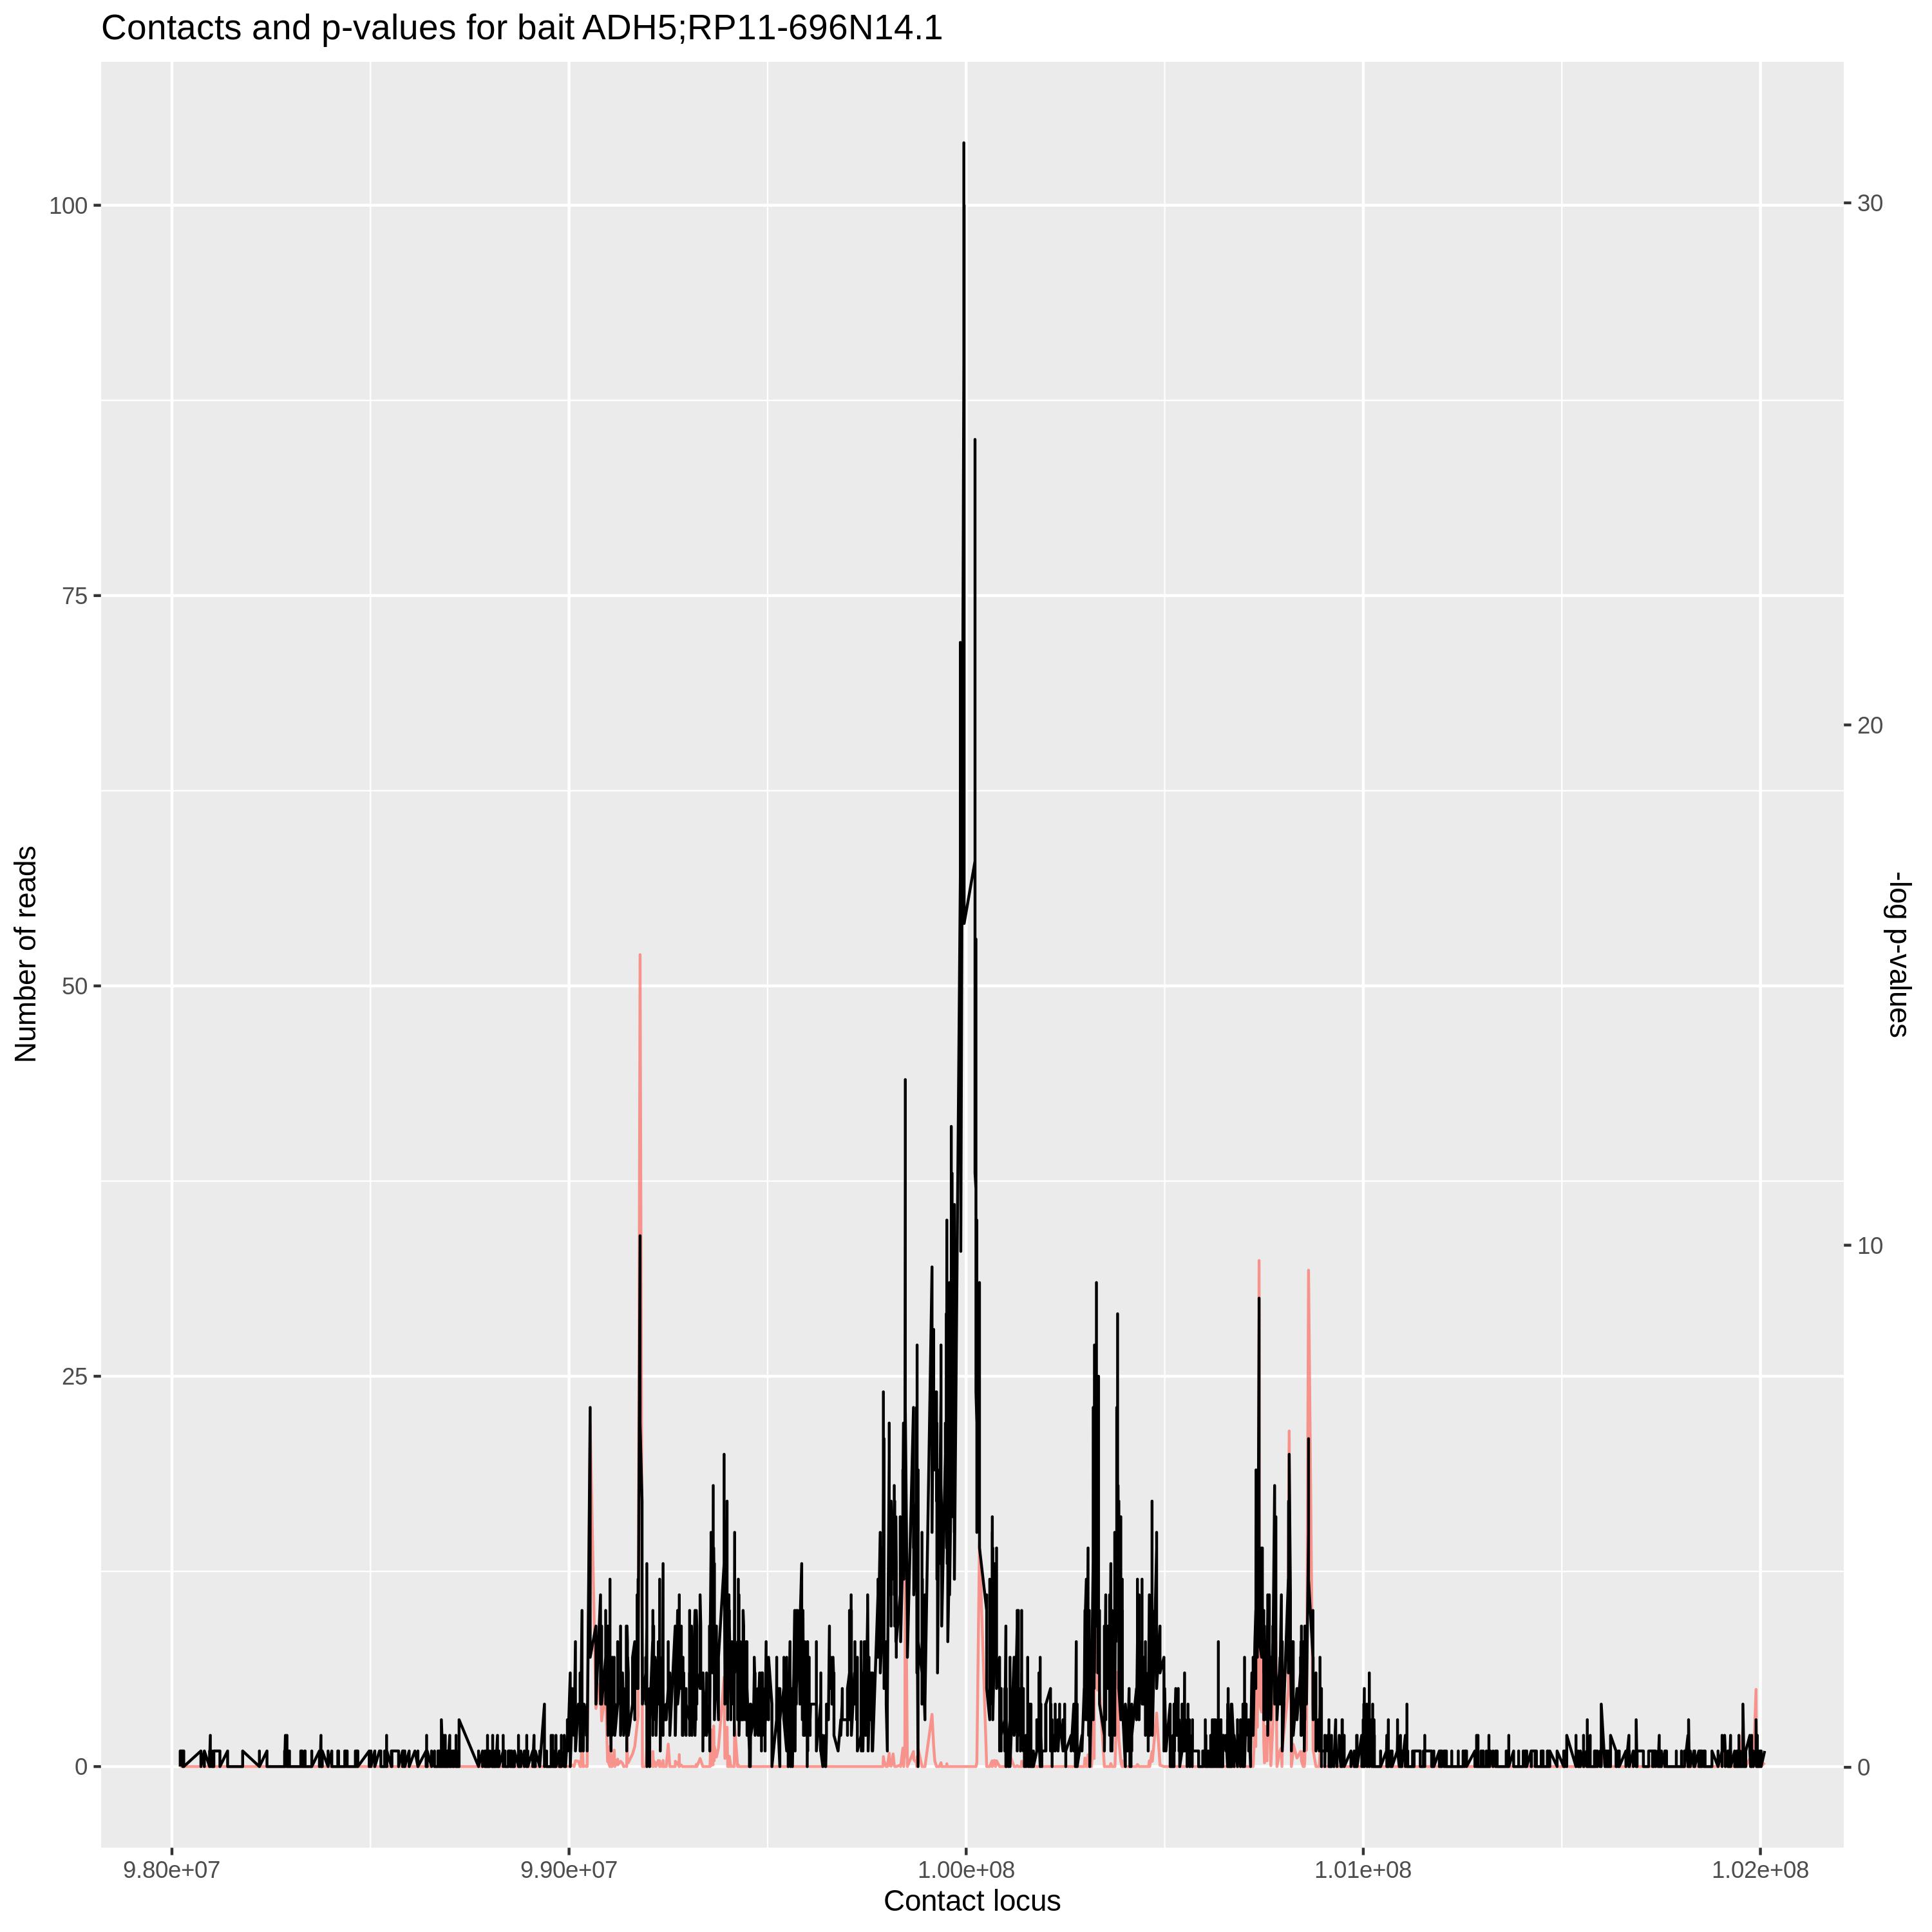 Contacts and p-values for bait ADH5;RP11-696N14.1
100
75
50
25
0
Number of reads
30
20
10
0
-log p-values
9.80e+07
9.90e+07
1.00e+08
1.01e+08
1.02e+08
Contact locus